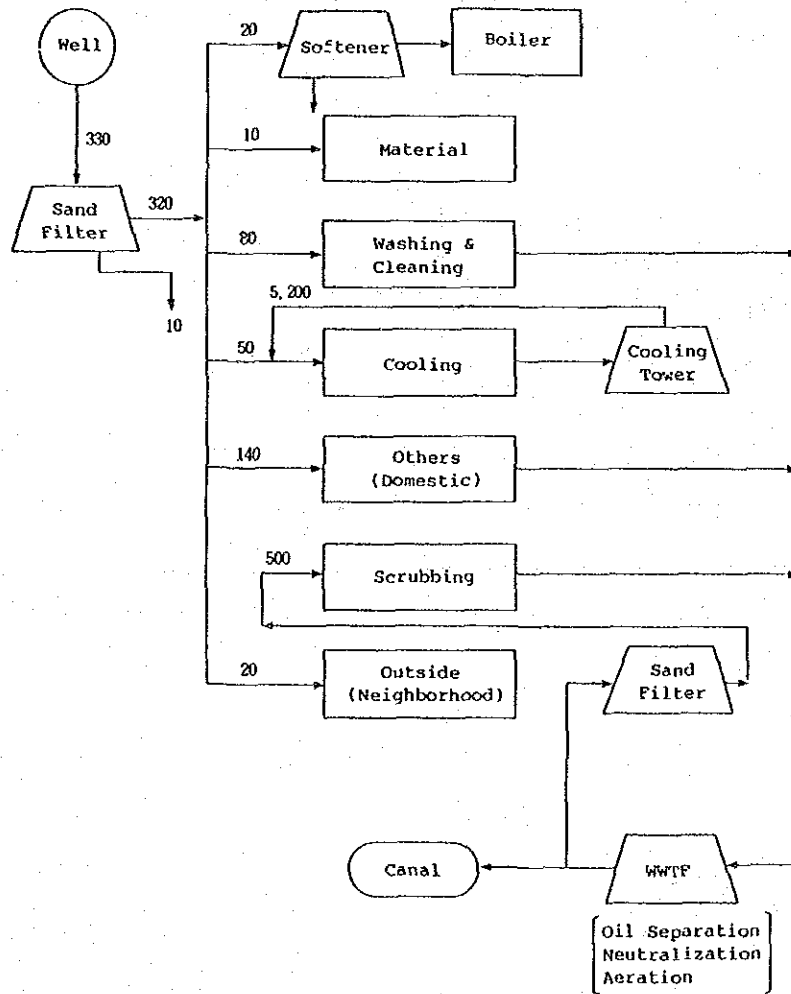 Well
330
Sand
Filter
320
10
20
Softener
Boiler
10
Material
80
Washing &
Cleaning
5,200
50
Cooling
Cooling
Tower
140
Others
(Domestic)
500
Scrubbing
20
Outside
(Neighborhood)
Sand
Filter
Canal
WWTF
Oil Separation
Neutralization
Aeration